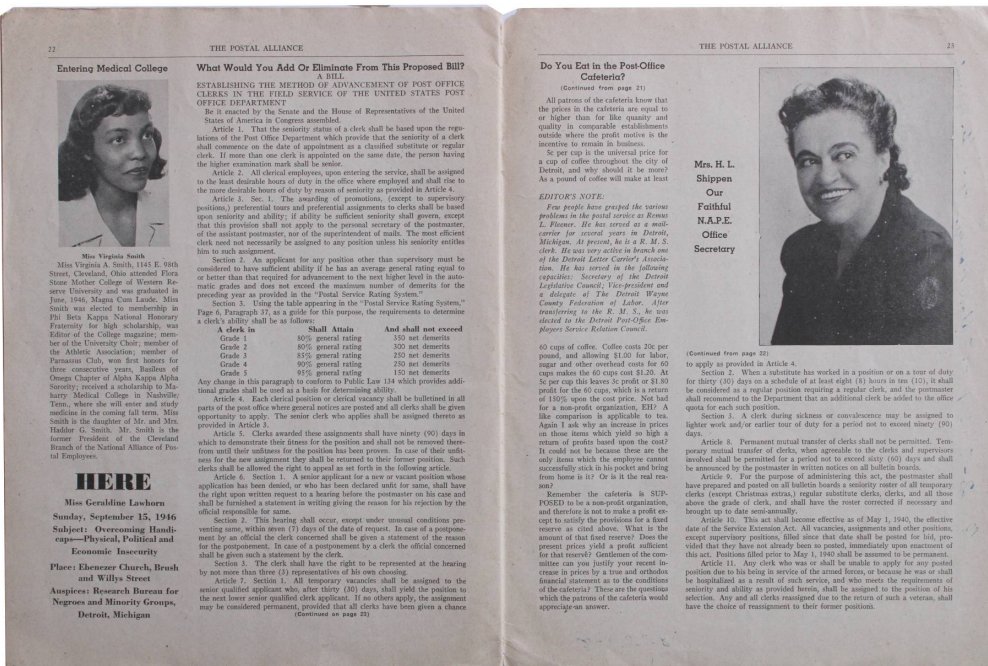 22
THE POSTAL ALLIANCE
Entering Medical College
Miss Virginia Smith
Miss Virginia A. Smith, 1145 E. 98th
Street, Cleveland, Ohio attended Flora
Stone Mother College of Western Re-
serve University and was graduated in
June, 1946, Magna Cum Laude. Miss
Smith was elected to membership in
Phi Beta Kappa National Honorary
Fraternity for high scholarship, was
Editor of the College magazine; mem-
ber of the University Choir; member of
the Athletic Association; member of
Parnasius Club, won first honors for
three consecutive years, Basileus of
Omega Chapter of Alpha Kappa Alpha
Sorority; received a scholarship to Ma-
harry Medical College in Nashville,
Tenn., where she will enter and study
medicine in the coming fall term. Miss
Smith is the daughter of Mr. and Mrs.
Haddor G. Smith. Mr. Smith is the
former President of the Cleveland
Branch of the National Alliance of Pos-
tal Employees.
HERE
Miss Geraldine Lawhorn
Sunday, September 15, 1946
Subject: Overcoming Handi-
caps—Physical, Political and
Economic Insecurity
Place: Ebenezer Church, Brush
and Willys Street
Auspices: Research Bureau for
Negroes and Minority Groups,
Detroit, Michigan
What Would You Add Or Eliminate From This Proposed Bill?
A BILL
ESTABLISHING THE METHOD OF ADVANCEMENT OF POST OFFICE
CLERKS IN THE FIELD SERVICE OF THE UNITED STATES POST
OFFICE DEPARTMENT
Be it enacted by the Senate and the House of Representatives of the United
States of America in Congress assembled.
Article 1. That the seniority status of a clerk shall be based upon the regu-
lations of the Post Office Department which provide that the seniority of a clerk
shall commence on the date of appointment as a classified substitute or regular
clerk. If more than one clerk is appointed on the same date, the person having
the higher examination mark shall be senior.
Article 2. All clerical employees, upon entering the service, shall be assigned
to the least desirable hours of duty in the office where employed and shall rise to
the more desirable hours of duty by reason of seniority as provided in Article 4.
Article 3. Sec. 1. The awarding of promotions, (except to supervisory
positions,) preferential tours and preferential assignments to clerks shall be based
upon seniority and ability; if ability be sufficient seniority shall govern, except
that this provision shall not apply to the personal secretary of the postmaster,
of the assistant postmaster, nor of the superintendent of mails. The most efficient
clerk need not necessarily be assigned to any position unless his seniority entitles
him to such assignment.
Section 2. An applicant for any position other than supervisory must be
considered to have sufficient ability if he has an average general rating equal to
or better than that required for advancement to the next higher level in the auto-
matic grades and does not exceed the maximum number of demerits for the
preceding year as provided in the "Postal Service Rating System."
Section 3. Using the table appearing in the "Postal Service Rating System,"
Page 6, Paragraph 37, as a guide for this purpose, the requirements to determine
a clerk's ability shall be as follows:
A clerk in Shall Attain And shall not exceed
Grade 1 80% general rating 350 net demerits
Grade 2 80% general rating 300 net demerits
Grade 3 85% general rating 250 net demerits
Grade 4 90% general rating 250 net demerits
Grade 5 95% general rating 150 net demerits
Any change in this paragraph to conform to Public Law 134 which provides addi-
tional grades shall be used as a basis for determining ability.
Article 4. Each clerical position or clerical vacancy shall be bulletined in all
parts of the post office where general notices are posted and all clerks shall be given
opportunity to apply. The senior clerk who applies shall be assigned thereto as
provided in Article 3.
Article 5. Clerks awarded these assignments shall have ninety (90) days in
which to demonstrate their fitness for the position and shall not be removed there-
from until their unfitness for the position has been proven. In case of their unfit-
ness for the new assignment they shall be returned to their former position. Such
clerks shall be allowed the right to appeal as set forth in the following article.
Article 6. Section 1. A senior applicant for a new or vacant position whose
application has been denied, or who has been declared unfit for same, shall have
the right upon written request to a hearing before the postmaster on his case and
shall be furnished a statement in writing giving the reason for his rejection by the
official responsible for same.
Section 2. This hearing shall occur, except under unusual conditions pre-
venting same, within seven (7) days of the date of request. In case of a postpone-
ment by an official the clerk concerned shall be given a statement of the reason
for the postponement. In case of a postponement by a clerk the official concerned
shall be given such a statement by the clerk.
Section 3. The clerk shall have the right to be represented at the hearing
by not more than three (3) representatives of his own choosing.
Article 7. Section 1. All temporary vacancies shall be assigned to the
senior qualified applicant who, after thirty (30) days, shall yield the position to
the next lower senior qualified clerk applicant. If no others apply, the assignment
may be considered permanent, provided that all clerks have been given a chance
(Continued on page 23)
THE POSTAL ALLIANCE
23
Do You Eat in the Post-Office
Cafeteria?
(Continued from page 21)
All patrons of the cafeteria know that
the prices in the cafeteria are equal to
or higher than for like quanity and
quality in comparable establishments
outside where the profit motive is the
incentive to remain in business.
5c per cup is the universal price for
a cup of coffee throughout the city of
Detroit, and why should it be more?
As a pound of coffee will make at least
EDITOR'S NOTE:
Few people have grasped the various
problems in the postal service as Remus
L. Fleener. He has served as a mail-
carrier for several years in Detroit,
Michigan. At present, he is a R. M. S.
clerk. He was very active in branch one
of the Detroit Letter Carrier's Associa-
tion. He has served in the following
capacities: Secretary of the Detroit
Legislative Council; Vice-president and
a delegate of The Detroit Wayne
County Federation of Labor. After
transferring to the R. M. S., he was
elected to the Detroit Post-Office Em-
ployers Service Relation Council.
60 cups of coffee. Coffee costs 20c per
pound, and allowing $1.00 for labor,
sugar and other overhead costs for 60
cups makes the 60 cups cost $1.20. At
5c per cup this leaves 3c profit or $1.80
profit for the 60 cups, which is a return
of 150% upon the cost price. Not bad
for a non-profit organization, EH? A
like comparison is applicable to tea.
Again I ask why an increase in prices
on those items which yield so high a
return of profits based upon the cost?
It could not be because these are the
only items which the employee cannot
successfully stick in his pocket and bring
from home is it? Or is it the real rea-
son?
Remember the cafeteria is SUP-
POSED to be a non-profit organization,
and therefore is not to make a profit ex-
cept to satisfy the provisions for a fixed
reserve as cited above. What is the
amount of that fixed reserve? Does the
present prices yield a profit sufficient
for that reserve? Gentlemen of the com-
mittee can you justify your recent in-
crease in prices by a true and orthodox
financial statement as to the conditions
of the cafeteria? These are the questions
which the patrons of the cafeteria would
appreciate an answer.
Mrs. H. L.
Shippen
Our
Faithful
N.A.P.E.
Office
Secretary
(Continued from page 22)
to apply as provided in Article 4.
Section 2. When a substitute has worked in a position or on a tour of duty
for thirty (30) days on a schedule of at least eight (8) hours in ten (10), it shall
be considered as a regular position requiring a regular clerk, and the postmaster
shall recommend to the Department that an additional clerk be added to the office
quota for each such position.
Section 3. A clerk during sickness or convalescence may be assigned to
lighter work and/or earlier tour of duty for a period not to exceed ninety (90)
days.
Article 8. Permanent mutual transfer of clerks shall not be permitted. Tem-
porary mutual transfer of clerks, when agreeable to the clerks and supervisors
involved shall be permitted for a period not to exceed sixty (60) days and shall
be announced by the postmaster in written notices on all bulletin boards.
Article 9. For the purpose of administering this act, the postmaster shall
have prepared and posted on all bulletin boards a seniority roster of all temporary
clerks (except Christmas extras,) regular substitute clerks, clerks, and all those
above the grade of clerk, and shall have the roster corrected if necessary and
brought up to date semi-annually.
Article 10. This act shall become effective as of May 1, 1940, the effective
date of the Service Extension Act. All vacancies, assignments and other positions,
except supervisory positions, filled since that date shall be posted for bid, pro-
vided that they have not already been so posted, immediately upon enactment of
this act. Positions filled prior to May 1, 1940 shall be assumed to be permanent.
Article 11. Any clerk who was or shall be unable to apply for any posted
position due to his being in service of the armed forces, or because he was or shall
be hospitalized as a result of such service, and who meets the requirements of
seniority and ability as provided herein, shall be assigned to the position of his
selection. Any and all clerks reassigned due to the return of such a veteran, shall
have the choice of reassignment to their former positions.